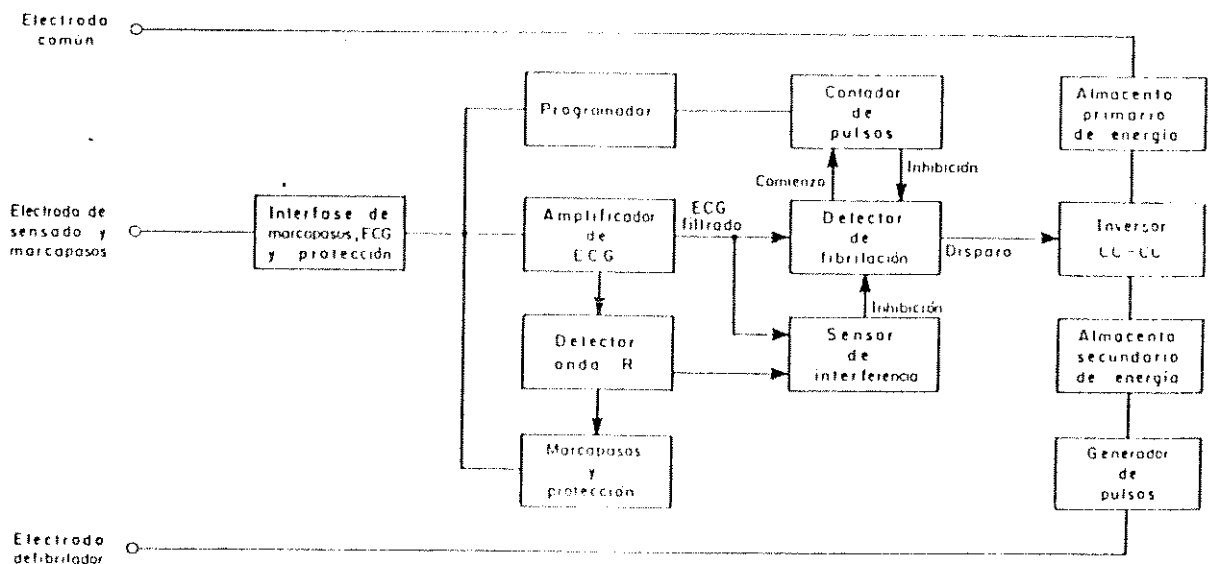 Electrodo
común
Programador
Contador
de
pulsos
Almacento
primario
de energía
Comienzo
Inhibición
Electrodo de
sensado y
marcapasos
Interfase de
marcapasos, ECG
y protección
Amplificador
de
ECG
ECG
filtrado
Detector
de
fibrilación
Disparo
Inversor
CC-CC
Inhibición
Detector
onda R
Sensor
de
interferencia
Almacento
secundario
de energía
Marcapasos
y
protección
Generador
de
pulsos
Electrodo
defibrilador